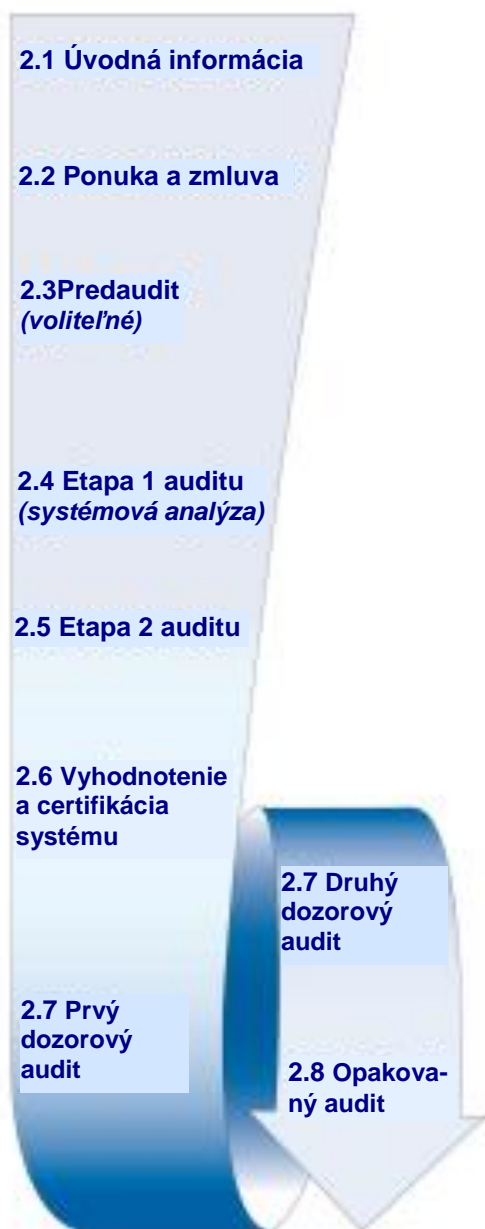 2.1 Úvodná informácia
2.2 Ponuka a zmluva
2.3Predaudit
(voliteľné)
2.4 Etapa 1 auditu
(systémová analýza)
2.5 Etapa 2 auditu
2.6 Vyhodnotenie
a certifikácia
systému
2.7 Prvý
dozorový
audit
2.7 Druhý
dozorový
audit
2.8 Opakova-
ný audit